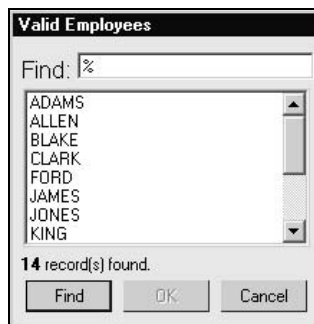 Valid Employees
Find: %
ADAMS
ALLEN
BLAKE
CLARK
FORD
JAMES
JONES
KING
14 record(s) found.
Find OK Cancel